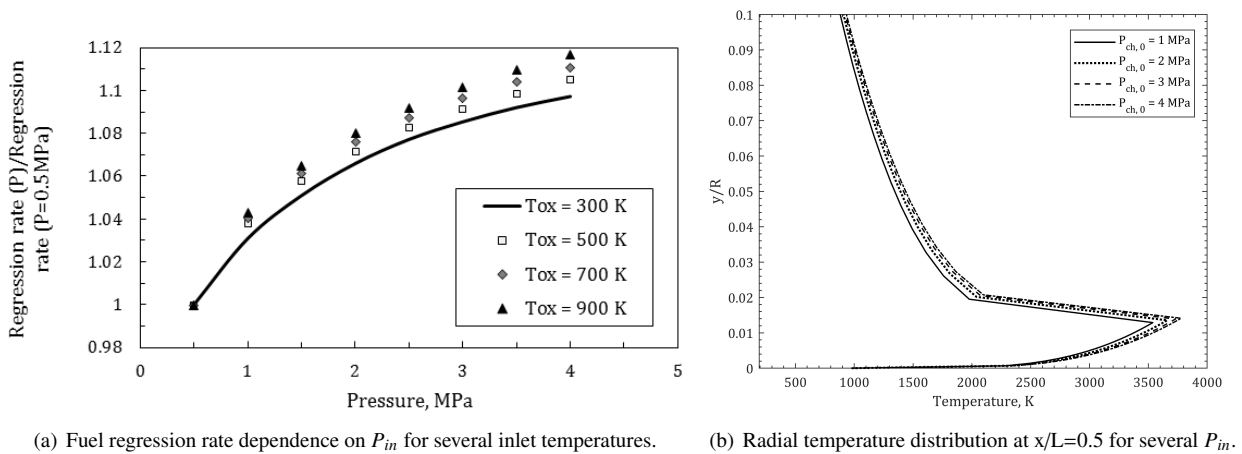 1.12
1.1
1.08
1.06
1.04
1.02
1
0.98
Regression rate (P)/Regression
rate (P=0.5MPa)
Tox = 300 K
Tox = 500 K
Tox = 700 K
Tox = 900 K
0 1 2 3 4 5
Pressure, MPa
(a) Fuel regression rate dependence on P_in for several inlet temperatures.
0.1
0.09
0.08
0.07
0.06
0.05
0.04
0.03
0.02
0.01
0
y/R
P_ch, 0 = 1 MPa
P_ch, 0 = 2 MPa
P_ch, 0 = 3 MPa
P_ch, 0 = 4 MPa
500 1000 1500 2000 2500 3000 3500 4000
Temperature, K
(b) Radial temperature distribution at x/L=0.5 for several P_in.